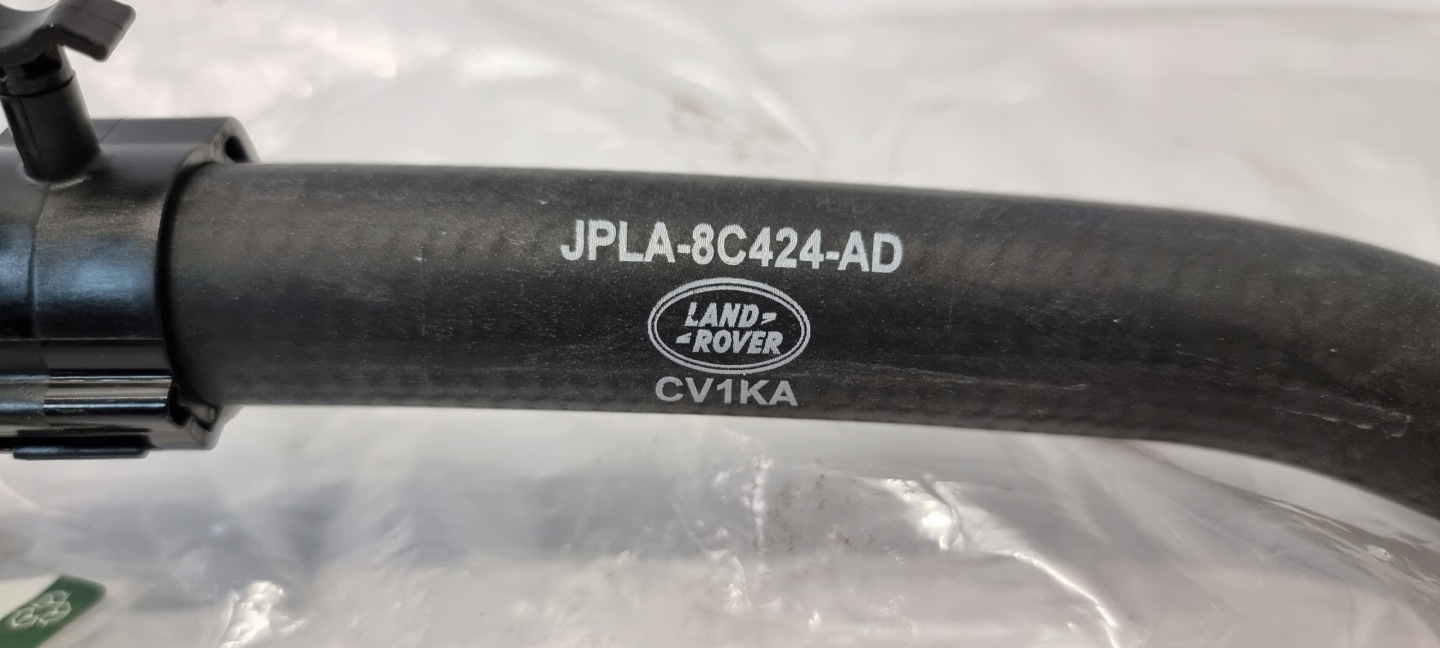 JPLA-8C424-AD
LAND
ROVER
CV1KA